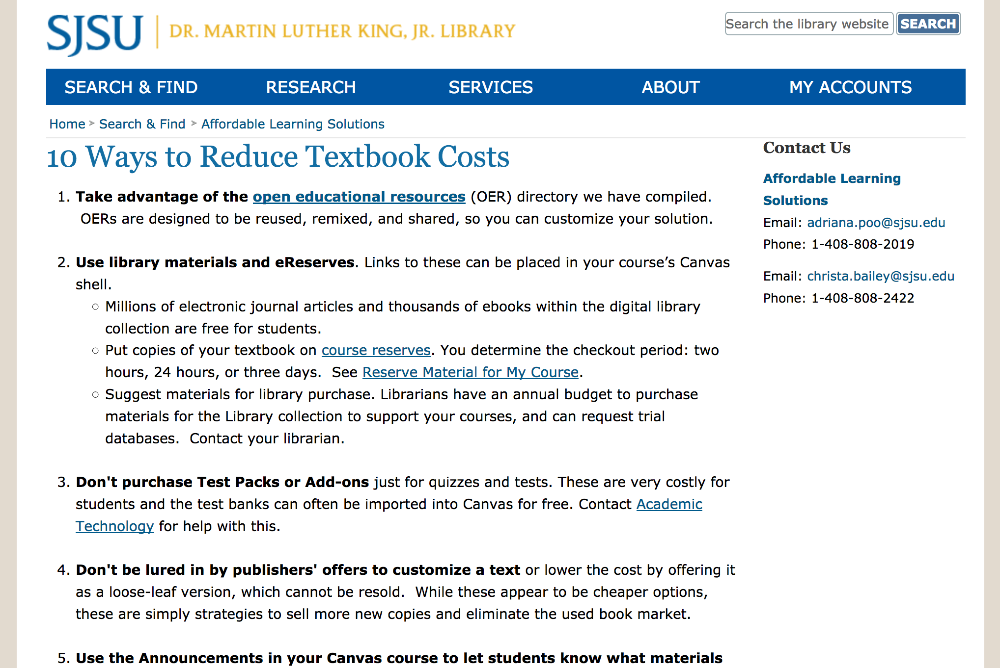 SJSU | DR. MARTIN LUTHER KING, JR. LIBRARY
Search the library website SEARCH
SEARCH & FIND RESEARCH SERVICES ABOUT MY ACCOUNTS
Home > Search & Find > Affordable Learning Solutions
10 Ways to Reduce Textbook Costs
1. Take advantage of the open educational resources (OER) directory we have compiled.
OERs are designed to be reused, remixed, and shared, so you can customize your solution.
2. Use library materials and eReserves. Links to these can be placed in your course’s Canvas
shell.
○ Millions of electronic journal articles and thousands of ebooks within the digital library
collection are free for students.
○ Put copies of your textbook on course reserves. You determine the checkout period: two
hours, 24 hours, or three days.  See Reserve Material for My Course.
○ Suggest materials for library purchase. Librarians have an annual budget to purchase
materials for the Library collection to support your courses, and can request trial
databases.  Contact your librarian.
3. Don't purchase Test Packs or Add-ons just for quizzes and tests. These are very costly for
students and the test banks can often be imported into Canvas for free. Contact Academic
Technology for help with this.
4. Don't be lured in by publishers' offers to customize a text or lower the cost by offering it
as a loose-leaf version, which cannot be resold.  While these appear to be cheaper options,
these are simply strategies to sell more new copies and eliminate the used book market.
5. Use the Announcements in your Canvas course to let students know what materials
Contact Us
Affordable Learning
Solutions
Email: adriana.poo@sjsu.edu
Phone: 1-408-808-2019
Email: christa.bailey@sjsu.edu
Phone: 1-408-808-2422